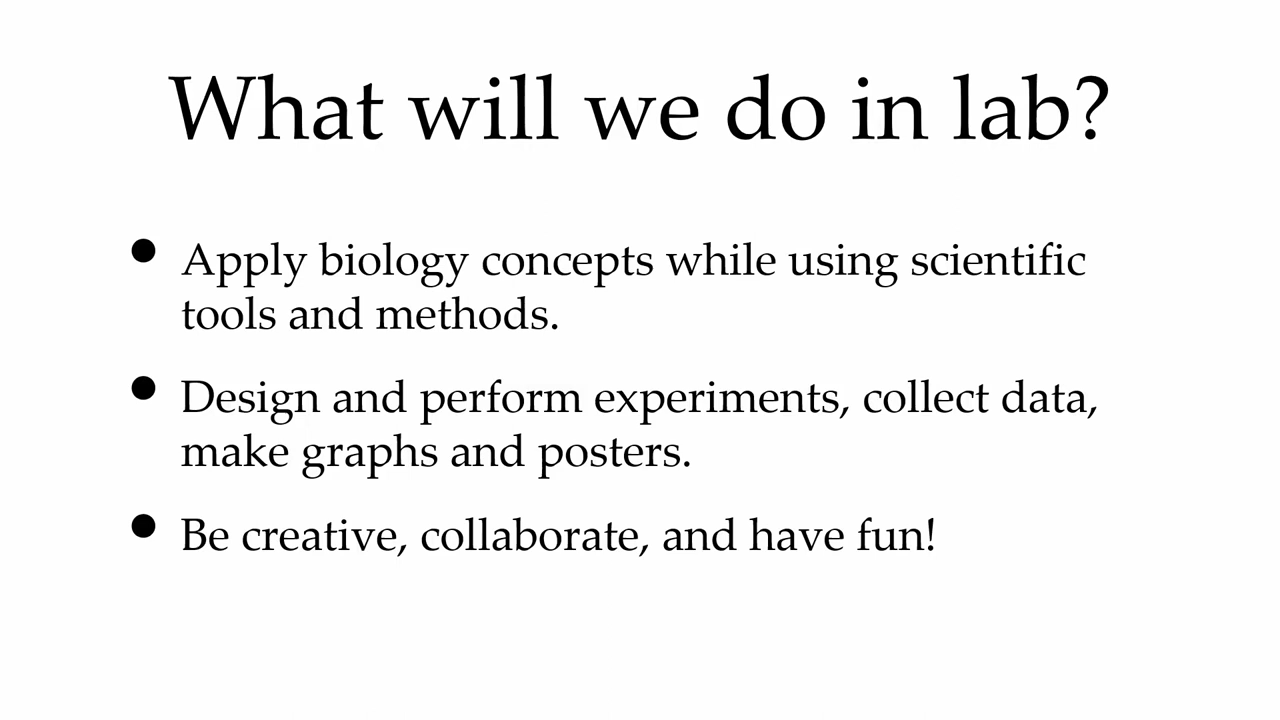 What will we do in lab?
• Apply biology concepts while using scientific
tools and methods.
• Design and perform experiments, collect data,
make graphs and posters.
• Be creative, collaborate, and have fun!